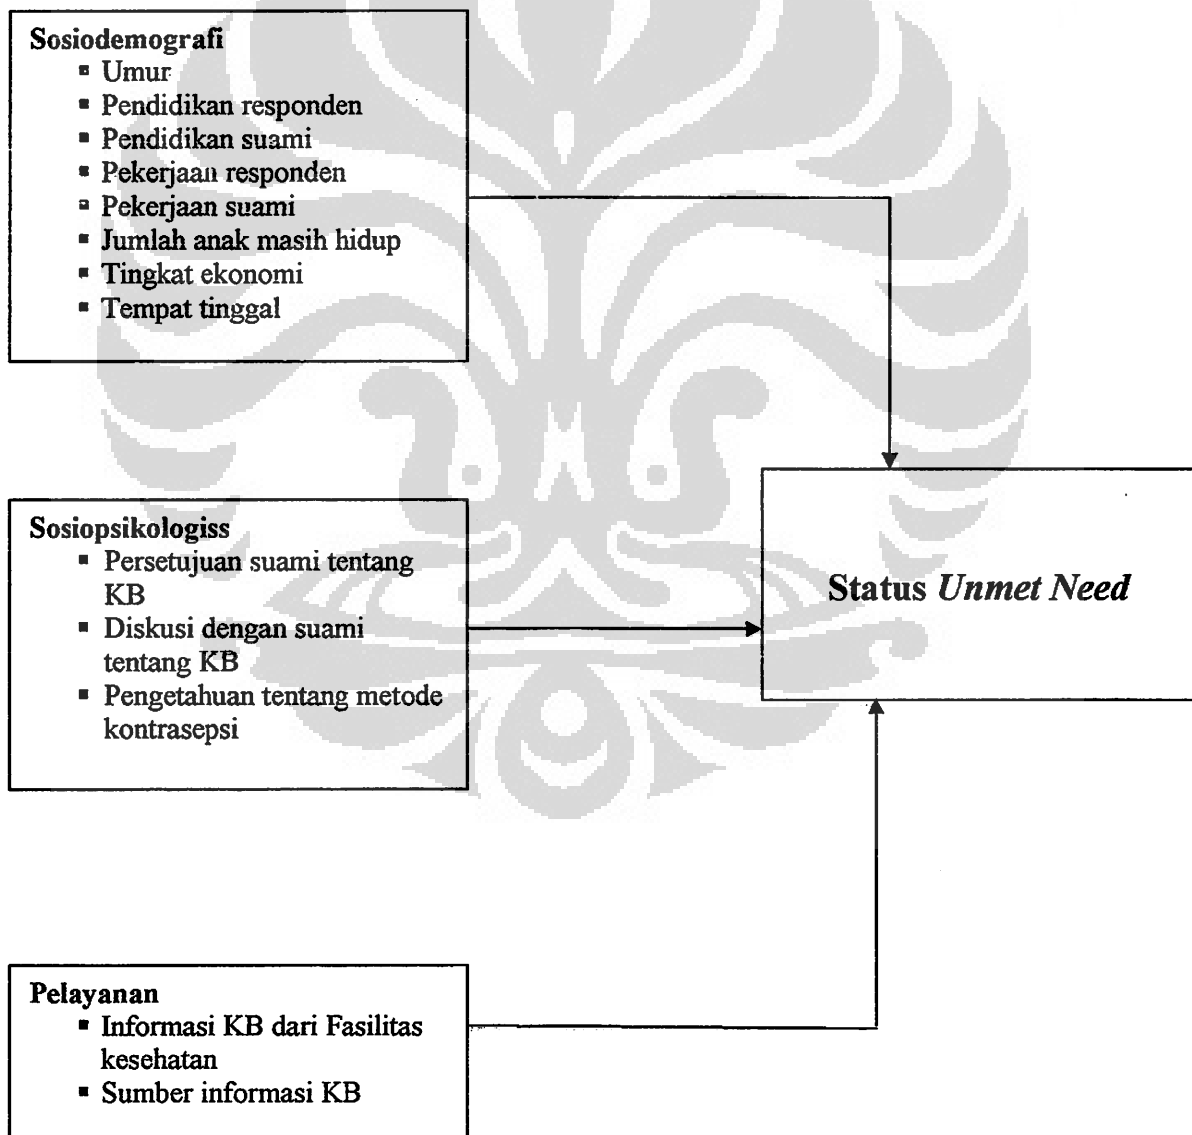 Sosiodemografi
▪ Umur
▪ Pendidikan responden
▪ Pendidikan suami
▪ Pekerjaan responden
▪ Pekerjaan suami
▪ Jumlah anak masih hidup
▪ Tingkat ekonomi
▪ Tempat tinggal
Sosiopsikologiss
▪ Persetujuan suami tentang
KB
▪ Diskusi dengan suami
tentang KB
▪ Pengetahuan tentang metode
kontrasepsi
Status Unmet Need
Pelayanan
▪ Informasi KB dari Fasilitas
kesehatan
▪ Sumber informasi KB